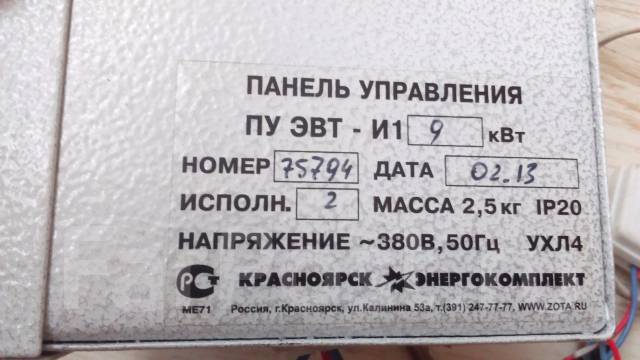 ПАНЕЛЬ УПРАВЛЕНИЯ
ПУ ЭВТ - И1 9 кВт
НОМЕР 75794 ДАТА 02.13
ИСПОЛН. 2 МАССА 2,5 кг IP20
НАПРЯЖЕНИЕ ~380В, 50Гц УХЛ4
РСТ КРАСНОЯРСК ЭНЕРГОКОМПЛЕКТ
МЕ71 Россия, г.Красноярск, ул.Калинина 53а, т.(391) 247-77-77, WWW.ZOTA.RU